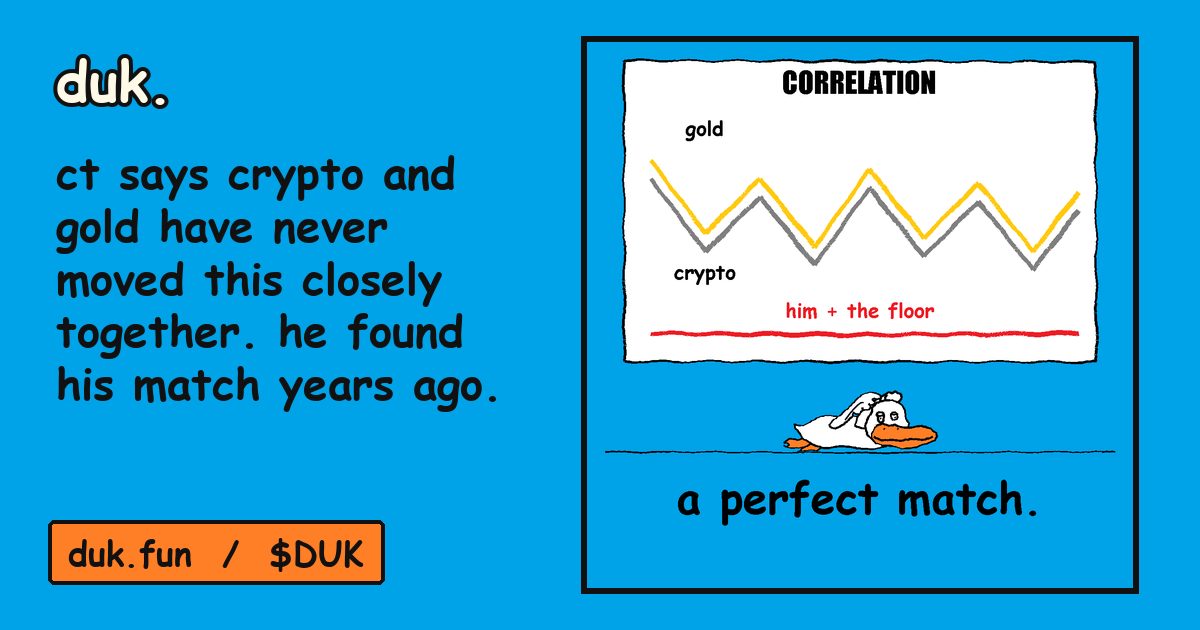 duk.
ct says crypto and
gold have never
moved this closely
together. he found
his match years ago.
duk.fun / $DUK
CORRELATION
gold
crypto
him + the floor
a perfect match.